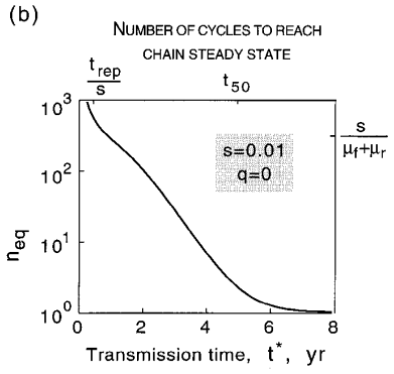 (b)
NUMBER OF CYCLES TO REACH
CHAIN STEADY STATE
t_rep/s t_50
10^3
10^2
10^1
10^0
n_eq
s=0.01
q=0
s/(μ_f+μ_r)
0 2 4 6 8
Transmission time, t*, yr